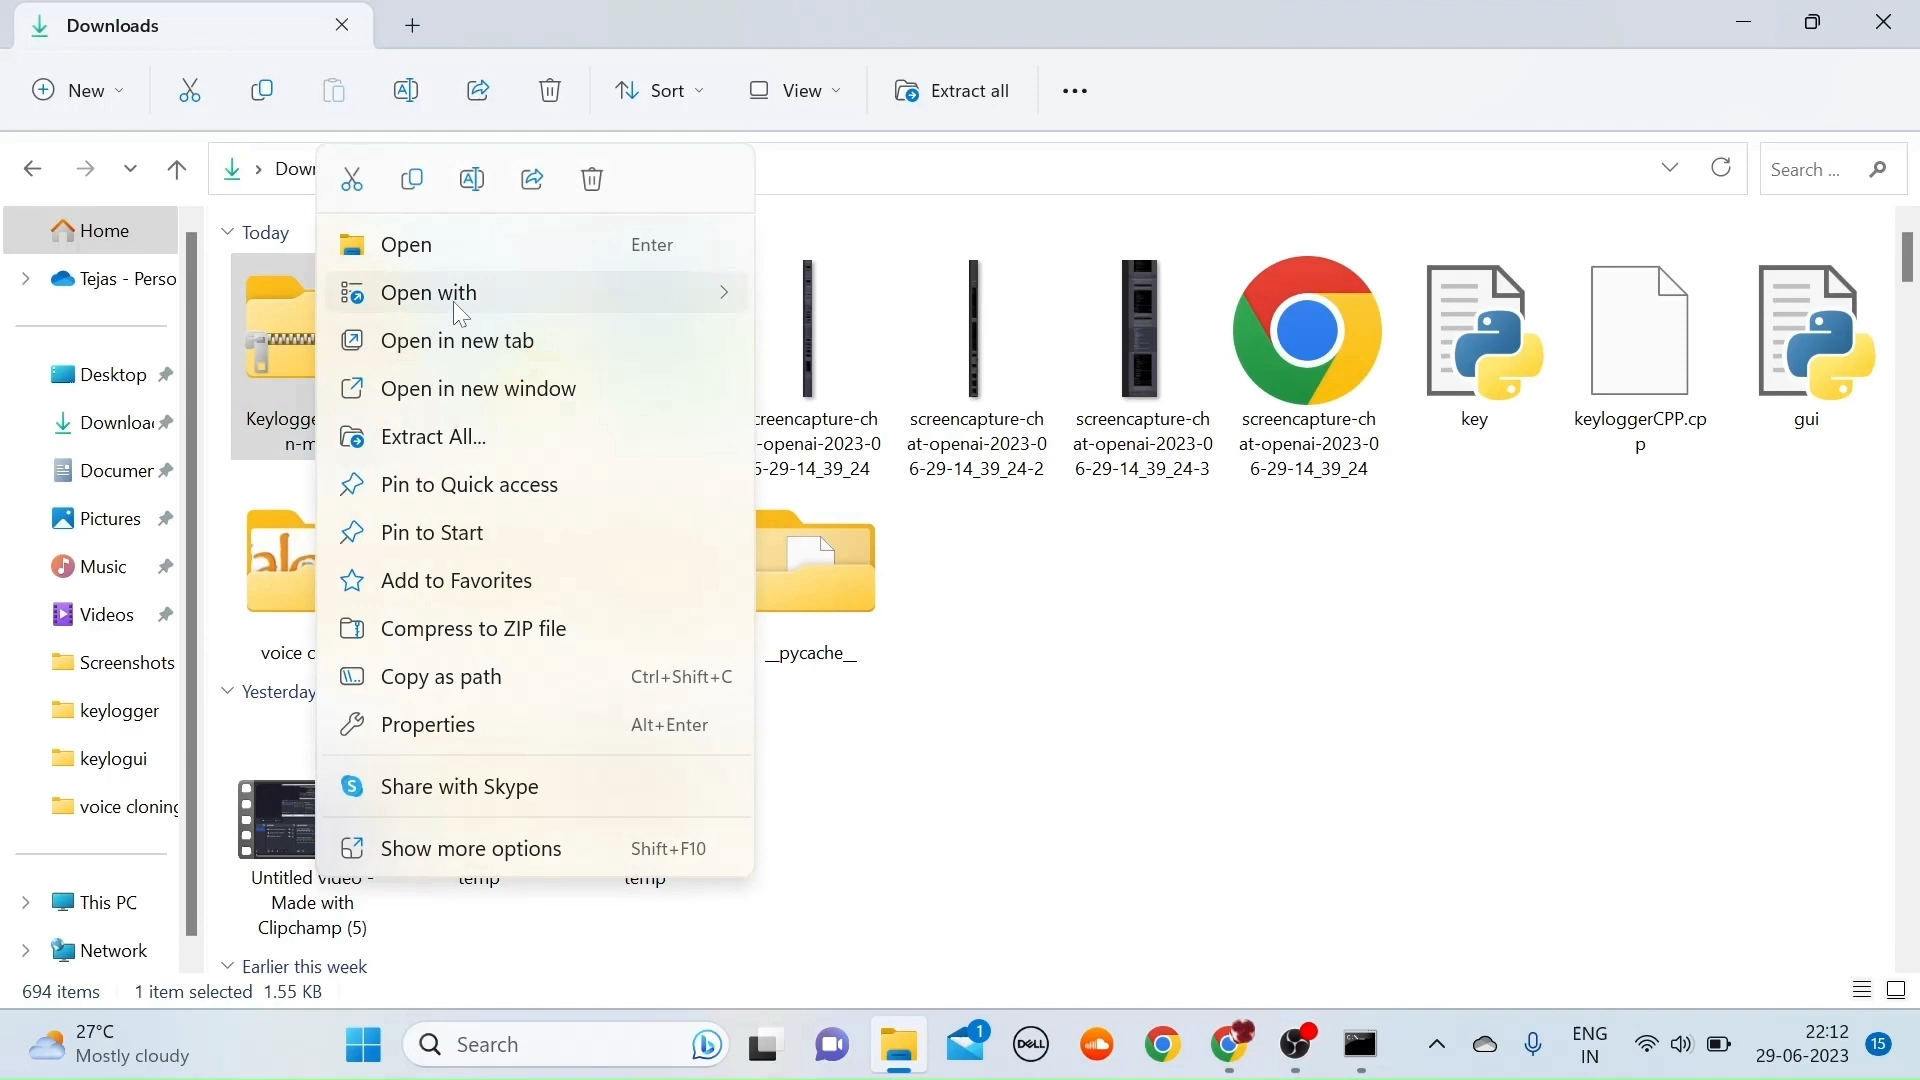 Downloads
New
Sort
View
Extract all
Down
Search ...
Home
Tejas - Perso
Desktop
Downloa
Documer
Pictures
Music
Videos
Screenshots
keylogger
keylogui
voice cloning
This PC
Network
Today
Keylogge
n-m
Open Enter
Open with
Open in new tab
Open in new window
Extract All...
Pin to Quick access
Pin to Start
Add to Favorites
Compress to ZIP file
Copy as path Ctrl+Shift+C
Properties Alt+Enter
Share with Skype
Show more options Shift+F10
creencapture-ch
-openai-2023-0
6-29-14_39_24
screencapture-ch
at-openai-2023-0
6-29-14_39_24-2
screencapture-ch
at-openai-2023-0
6-29-14_39_24-3
screencapture-ch
at-openai-2023-0
6-29-14_39_24
key
keyloggerCPP.cp
p
gui
voice c
__pycache__
Yesterday
Untitled video -
Made with
Clipchamp (5)
temp
temp
Earlier this week
694 items 1 item selected 1.55 KB
27°C
Mostly cloudy
Search
1
DELL
ENG
IN
22:12
29-06-2023
15